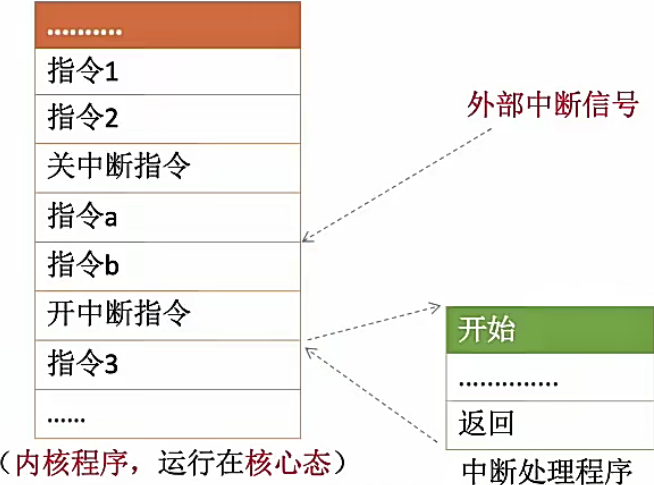 ..........
指令1
指令2
关中断指令
指令a
指令b
开中断指令
指令3
......
（内核程序，运行在核心态）
外部中断信号
开始
..............
返回
中断处理程序